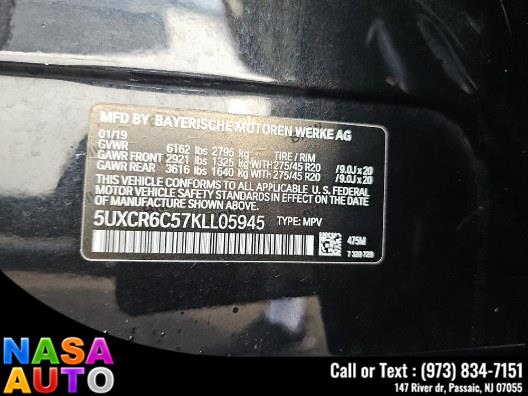 MFD BY BAYERISCHE MOTOREN WERKE AG
01/19
GVWR 6162 lbs 2795 kg TIRE / RIM
GAWR FRONT 2921 lbs 1325 kg WITH 275/45 R20 /9.0J x 20
GAWR REAR 3616 lbs 1640 kg WITH 275/45 R20 /9.0J x 20
THIS VEHICLE CONFORMS TO ALL APPLICABLE U.S. FEDERAL
MOTOR VEHICLE SAFETY STANDARDS IN EFFECT ON THE DATE OF
MANUFACTURE SHOWN ABOVE.
5UXCR6C57KLL05945 TYPE: MPV
475M
7 320 729
NASA
AUTO
Call or Text : (973) 834-7151
147 River dr, Passaic, NJ 07055